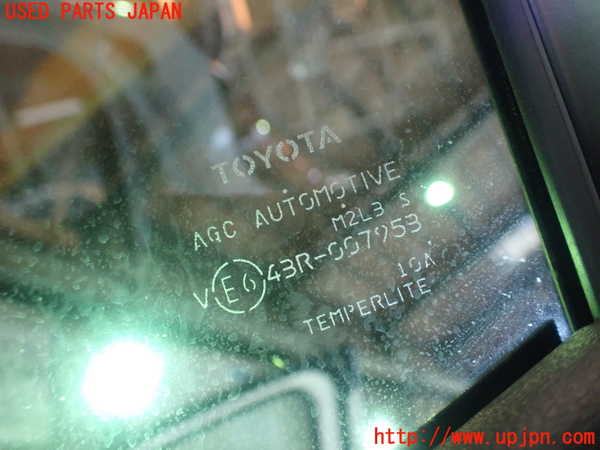 USED PARTS JAPAN
TOYOTA
AGC AUTOMOTIVE
M2L3 S
V E6 43R-007953
10A
TEMPERLITE
http://www.upjpn.com/